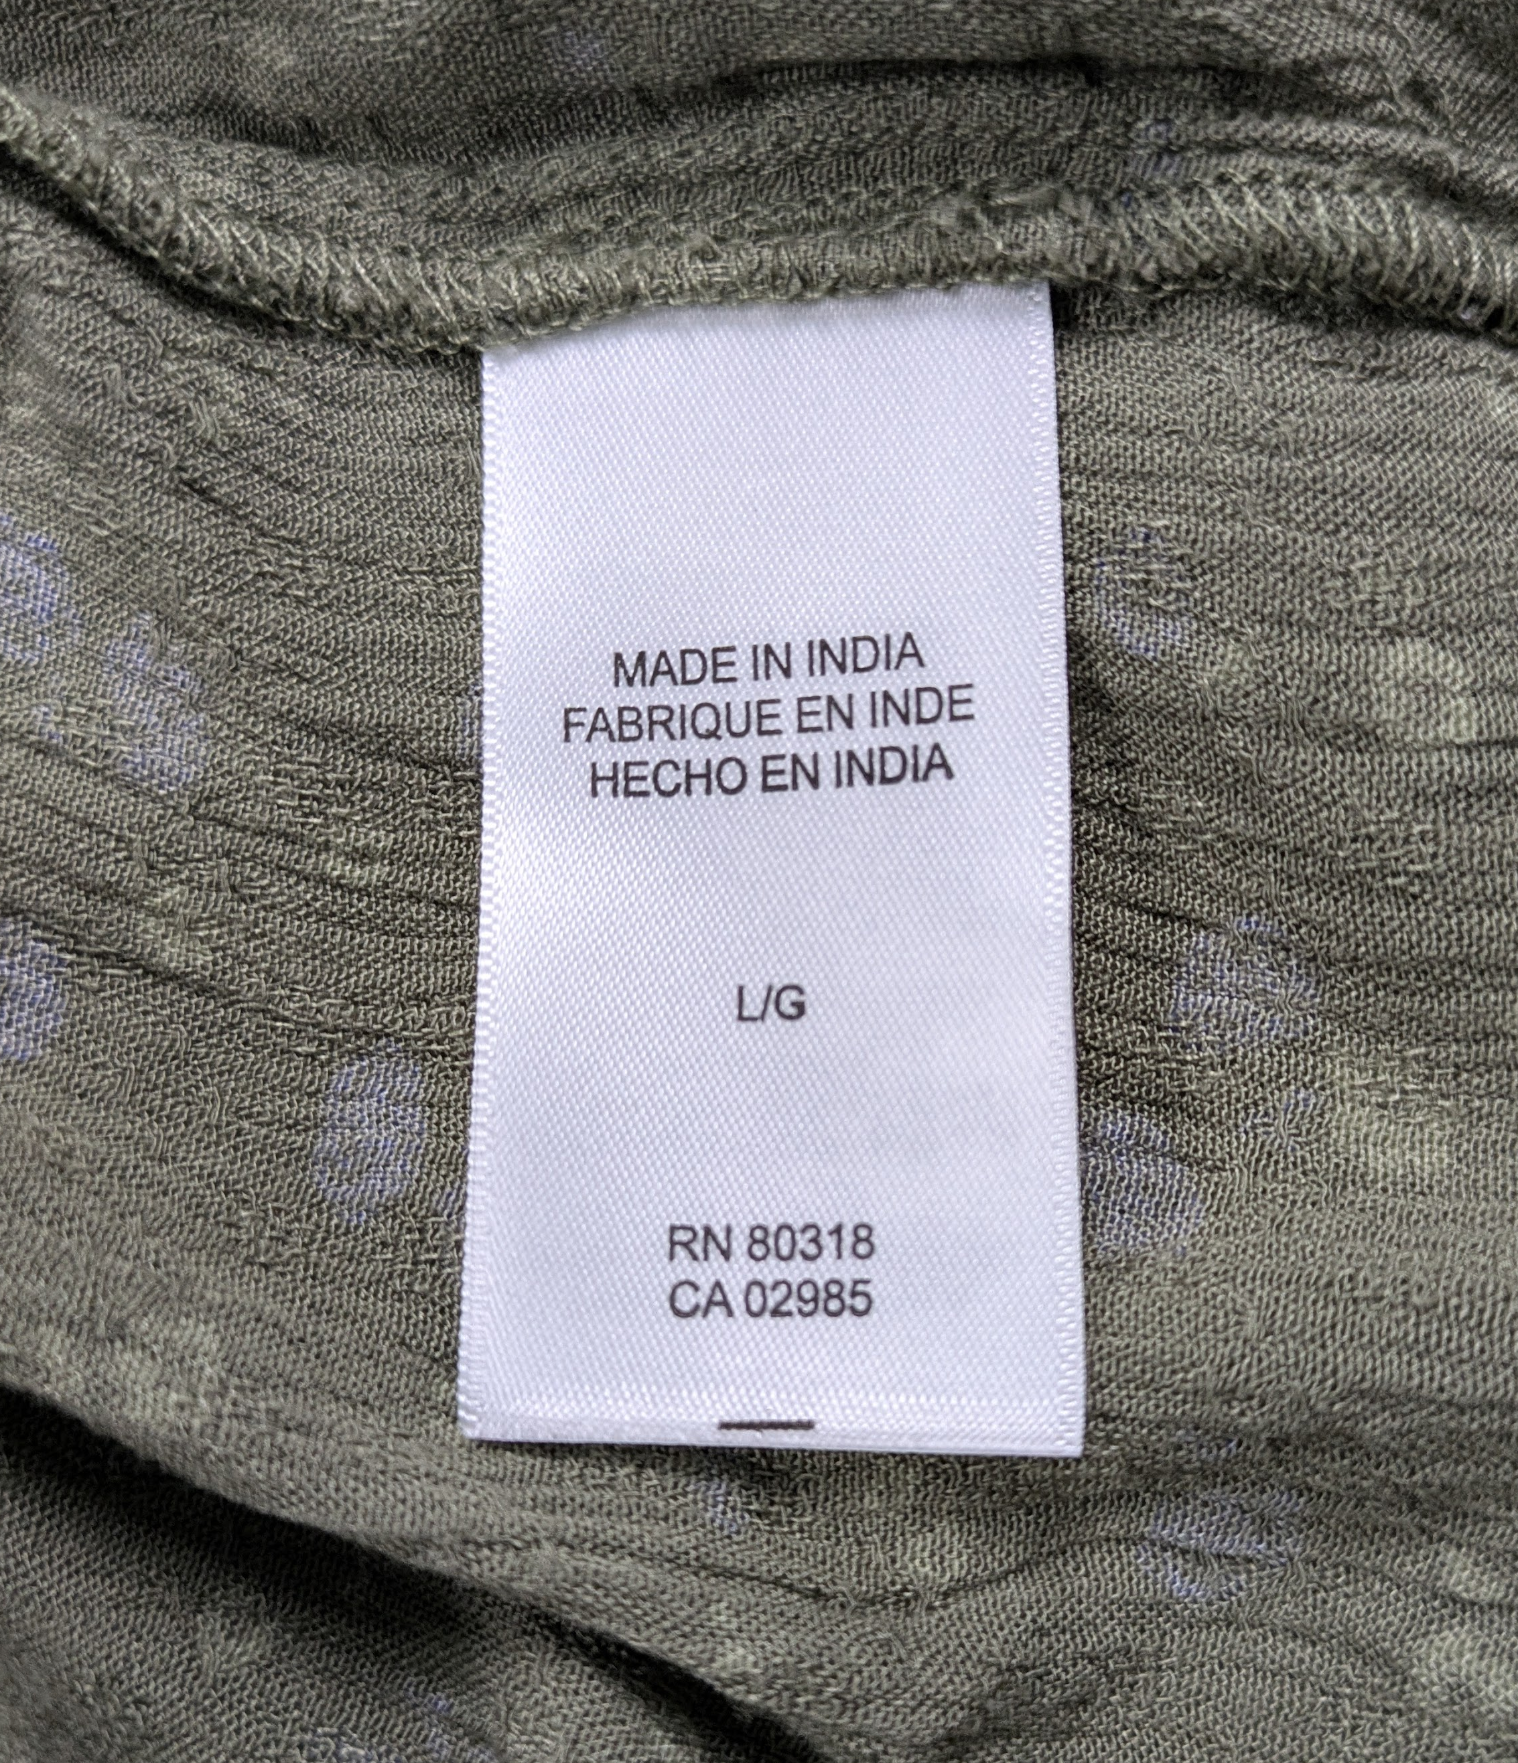 MADE IN INDIA
FABRIQUE EN INDE
HECHO EN INDIA
L/G
RN 80318
CA 02985